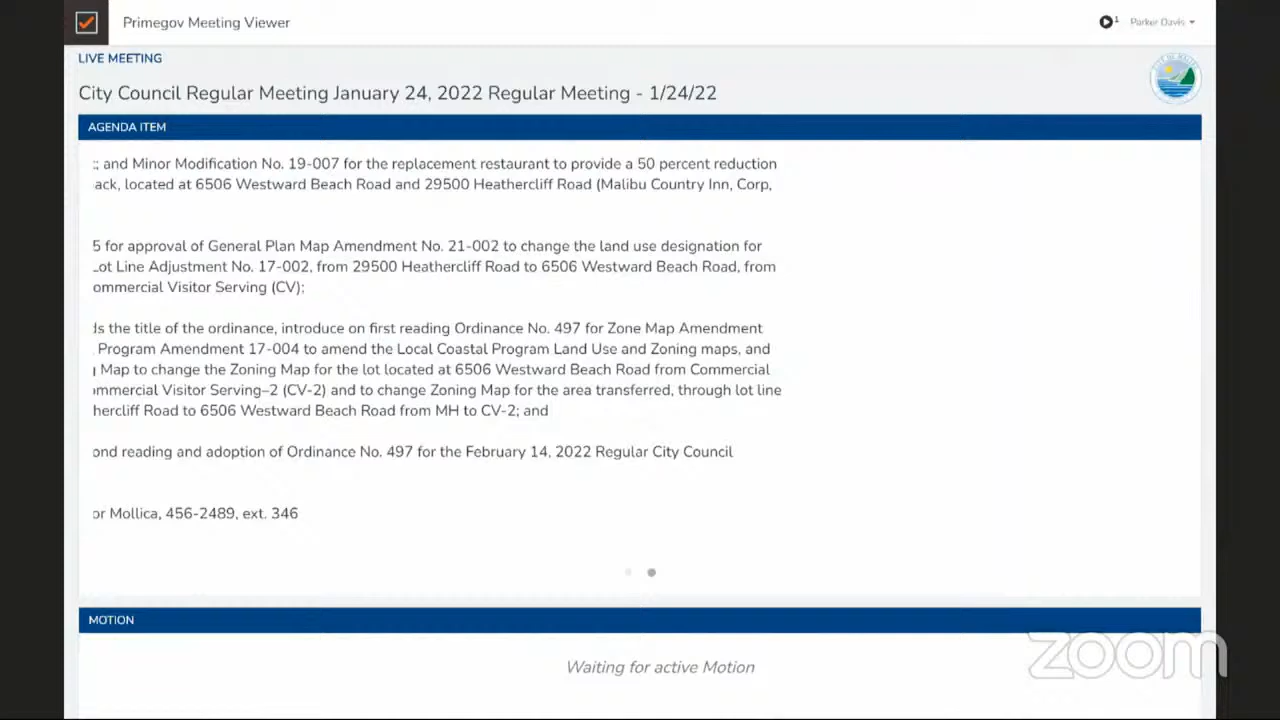 Primegov Meeting Viewer
1
Parker Davis
LIVE MEETING
City Council Regular Meeting January 24, 2022 Regular Meeting - 1/24/22
AGENDA ITEM
; and Minor Modification No. 19-007 for the replacement restaurant to provide a 50 percent reduction
ack, located at 6506 Westward Beach Road and 29500 Heathercliff Road (Malibu Country Inn, Corp,
5 for approval of General Plan Map Amendment No. 21-002 to change the land use designation for
Lot Line Adjustment No. 17-002, from 29500 Heathercliff Road to 6506 Westward Beach Road, from
ommercial Visitor Serving (CV);
ds the title of the ordinance, introduce on first reading Ordinance No. 497 for Zone Map Amendment
Program Amendment 17-004 to amend the Local Coastal Program Land Use and Zoning maps, and
g Map to change the Zoning Map for the lot located at 6506 Westward Beach Road from Commercial
ommercial Visitor Serving–2 (CV-2) and to change Zoning Map for the area transferred, through lot line
hercliff Road to 6506 Westward Beach Road from MH to CV-2; and
ond reading and adoption of Ordinance No. 497 for the February 14, 2022 Regular City Council
or Mollica, 456-2489, ext. 346
MOTION
Waiting for active Motion
zoom